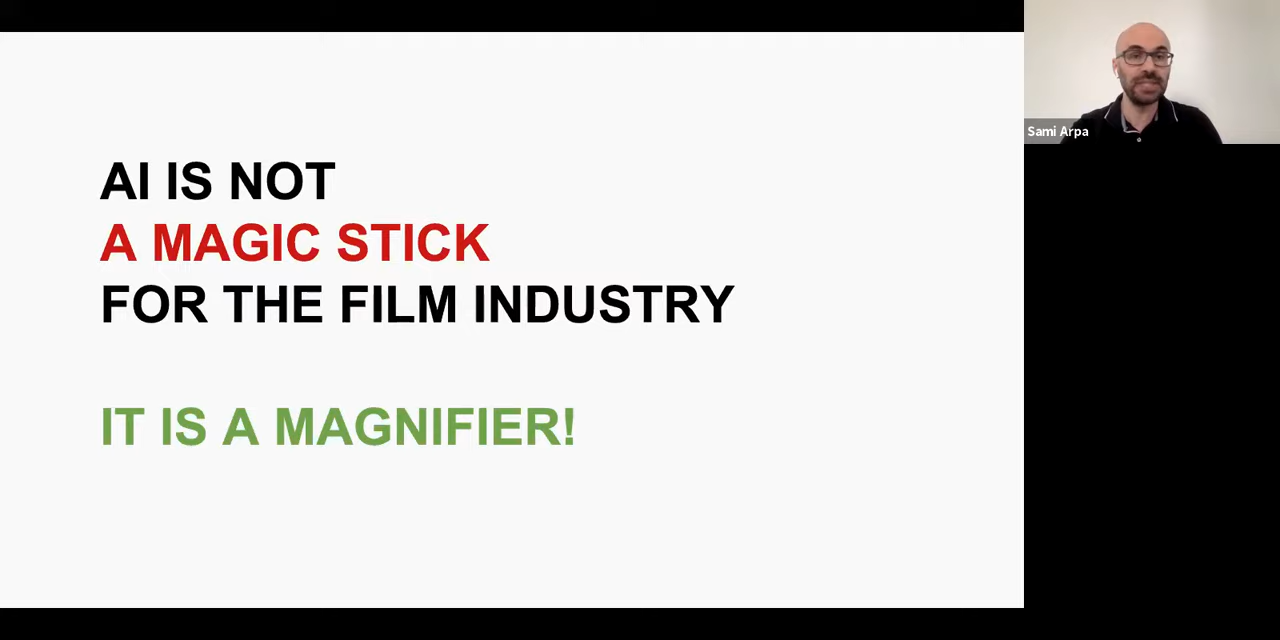 AI IS NOT
A MAGIC STICK
FOR THE FILM INDUSTRY
IT IS A MAGNIFIER!
Sami Arpa